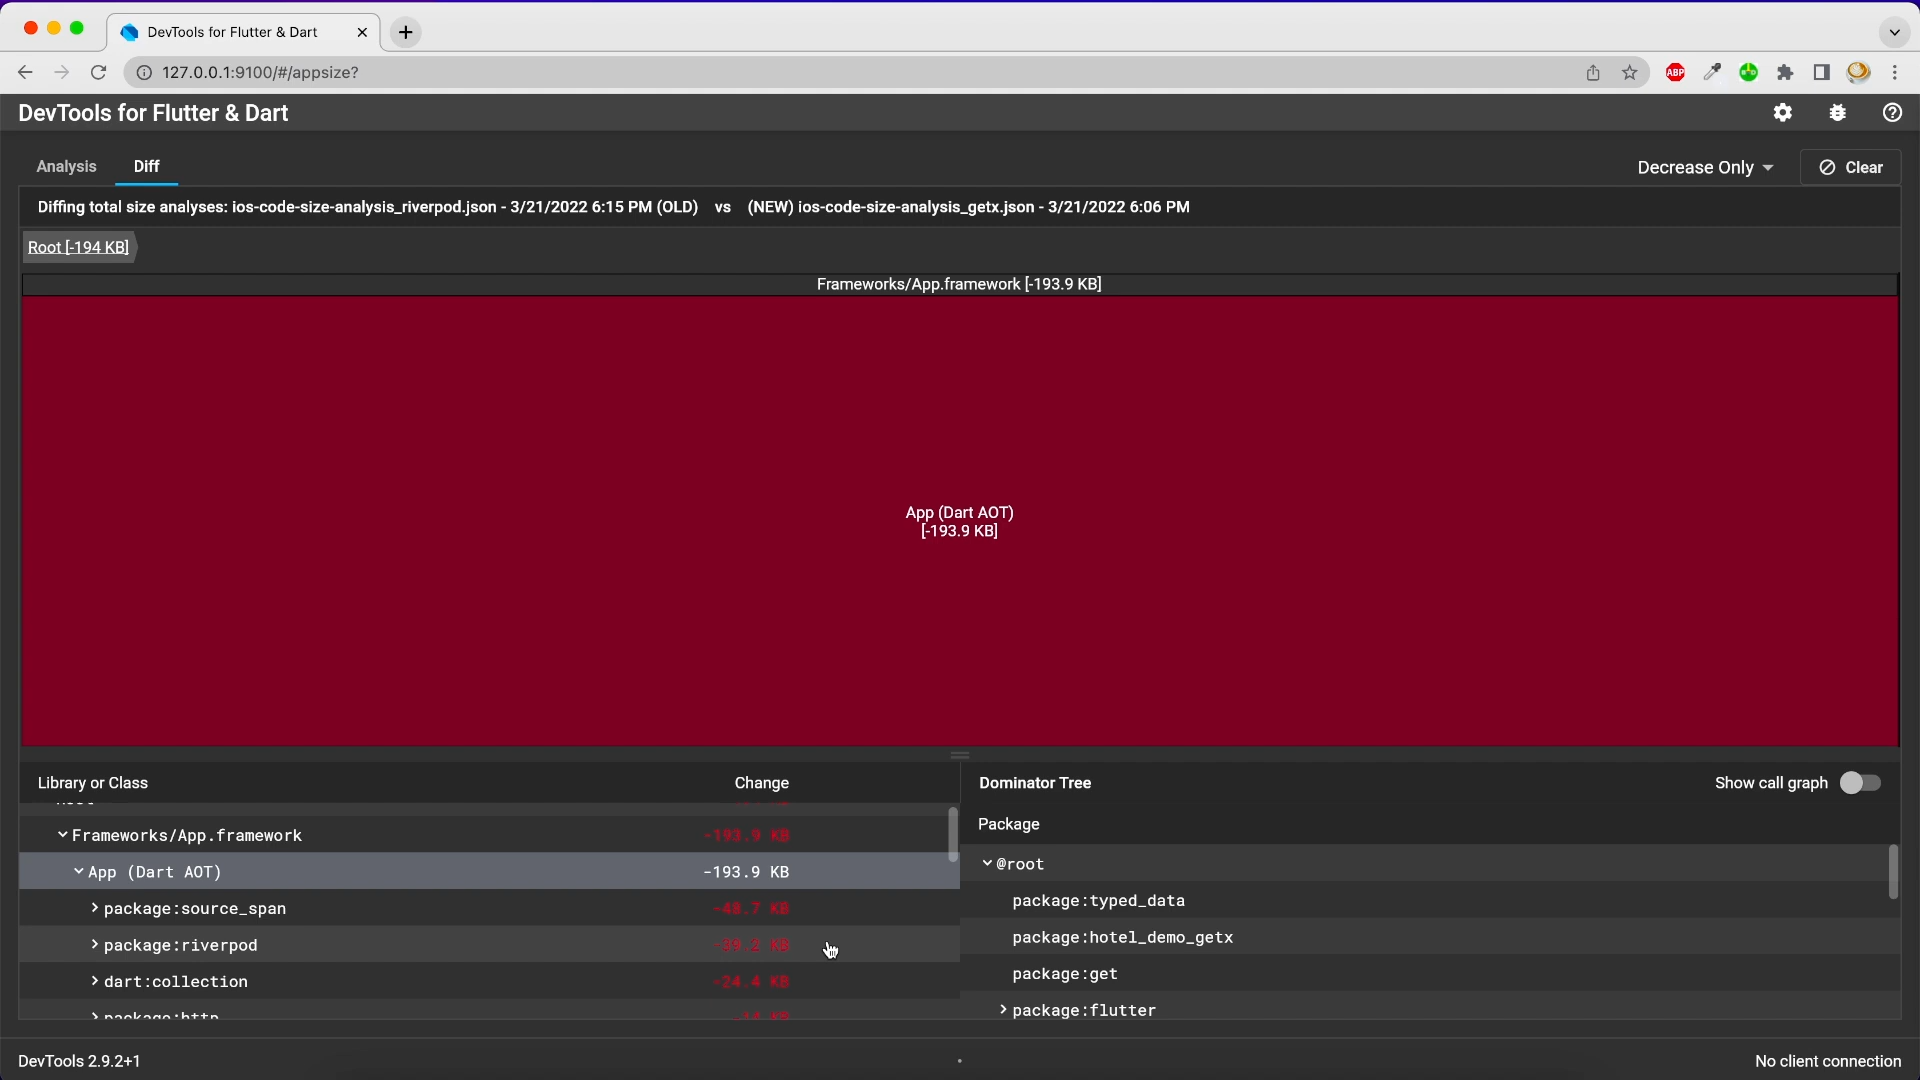 DevTools for Flutter & Dart
127.0.0.1:9100/#/appsize?
ABP
DevTools for Flutter & Dart
Analysis
Diff
Decrease Only
Clear
Diffing total size analyses: ios-code-size-analysis_riverpod.json - 3/21/2022 6:15 PM (OLD) vs (NEW) ios-code-size-analysis_getx.json - 3/21/2022 6:06 PM
Root [-194 KB]
Frameworks/App.framework [-193.9 KB]
App (Dart AOT)
[-193.9 KB]
Library or Class
Change
Frameworks/App.framework
-193.9 KB
App (Dart AOT)
-193.9 KB
package:source_span
-48.7 KB
package:riverpod
-39.2 KB
dart:collection
-24.4 KB
package:http
Dominator Tree
Show call graph
Package
@root
package:typed_data
package:hotel_demo_getx
package:get
package:flutter
DevTools 2.9.2+1
No client connection